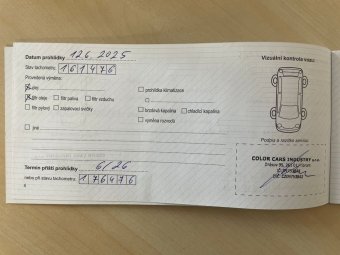 Datum prohlídky 12.6.2025
Stav tachometru 161476
Provedená výměna:
olej
filtr oleje filtr paliva filtr vzduchu
filtr pylový zapalovací svíčky
jiné
prohlídka klimatizace
brzdová kapalina chladící kapalina
výměna rozvodů
Vizuální kontrola vozu:
Podpis a razítko servisu
COLOR CARS INDUSTRY s.r.o.
Termín příští prohlídky 6/26
nebo při stavu tachometru: 176476